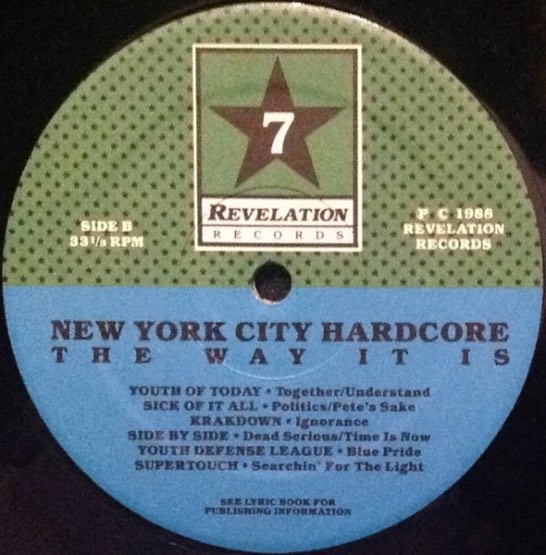 7
REVELATION
RECORDS
SIDE B
33 1/3 RPM
P C 1988
REVELATION
RECORDS
NEW YORK CITY HARDCORE
THE WAY IT IS
YOUTH OF TODAY • Together/Understand
SICK OF IT ALL • Politics/Pete's Sake
KRAKDOWN • Ignorance
SIDE BY SIDE • Dead Serious/Time Is Now
YOUTH DEFENSE LEAGUE • Blue Pride
SUPERTOUCH • Searchin' For The Light
SEE LYRIC BOOK FOR
PUBLISHING INFORMATION